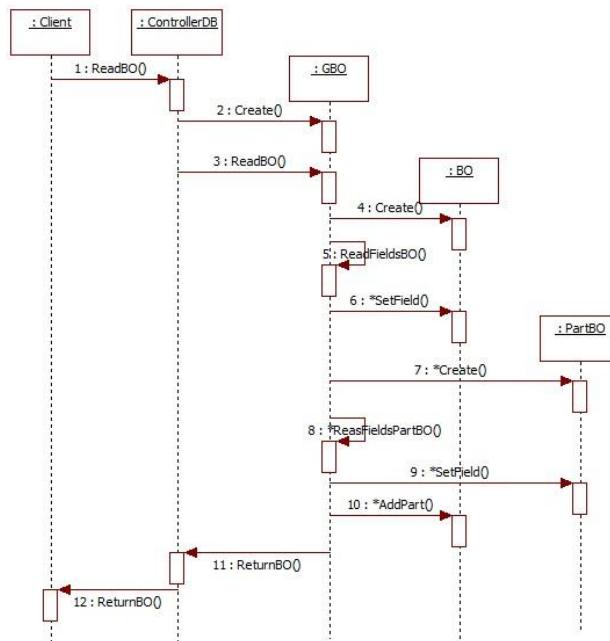 : Client
: ControllerDB
: GBO
: BO
: PartBO
1 : ReadBO()
2 : Create()
3 : ReadBO()
4 : Create()
5 : ReadFieldsBO()
6 : *SetField()
7 : *Create()
8 : *ReasFieldsPartBO()
9 : *SetField()
10 : *AddPart()
11 : ReturnBO()
12 : ReturnBO()